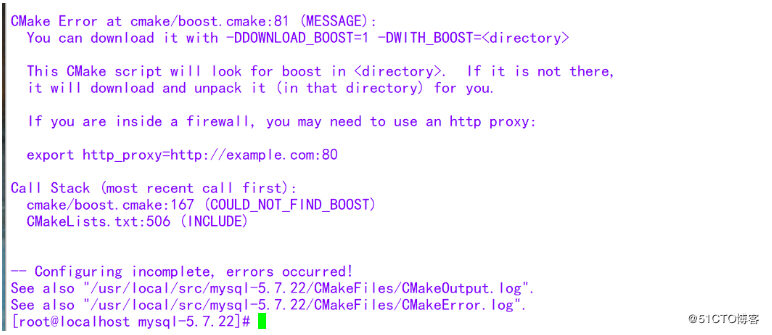 CMake Error at cmake/boost.cmake:81 (MESSAGE):
You can download it with -DDOWNLOAD_BOOST=1 -DWITH_BOOST=<directory>
This CMake script will look for boost in <directory>.  If it is not there,
it will download and unpack it (in that directory) for you.
If you are inside a firewall, you may need to use an http proxy:
export http_proxy=http://example.com:80
Call Stack (most recent call first):
cmake/boost.cmake:167 (COULD_NOT_FIND_BOOST)
CMakeLists.txt:506 (INCLUDE)
-- Configuring incomplete, errors occurred!
See also "/usr/local/src/mysql-5.7.22/CMakeFiles/CMakeOutput.log".
See also "/usr/local/src/mysql-5.7.22/CMakeFiles/CMakeError.log".
[root@localhost mysql-5.7.22]#
@51CTO博客